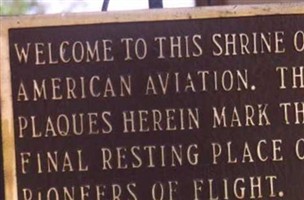 WELCOME TO THIS SHRINE O
AMERICAN AVIATION. TH
PLAQUES HEREIN MARK TH
FINAL RESTING PLACE O
PIONEERS OF FLIGHT.